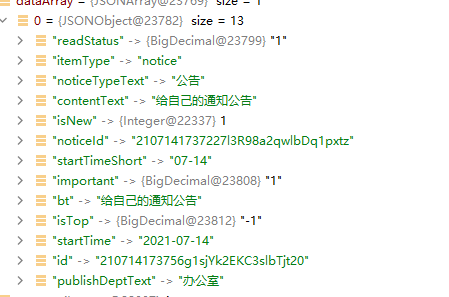 dataArray = {JSONArray@23769} size = 1
0 = {JSONObject@23782} size = 13
"readStatus" -> {BigDecimal@23799} "1"
"itemType" -> "notice"
"noticeTypeText" -> "公告"
"contentText" -> "给自己的通知公告"
"isNew" -> {Integer@22337} 1
"noticeId" -> "2107141737227l3R98a2qwlbDq1pxtz"
"startTimeShort" -> "07-14"
"important" -> {BigDecimal@23808} "1"
"bt" -> "给自己的通知公告"
"isTop" -> {BigDecimal@23812} "-1"
"startTime" -> "2021-07-14"
"id" -> "210714173756g1sjYk2EKC3slbTjt20"
"publishDeptText" -> "办公室"